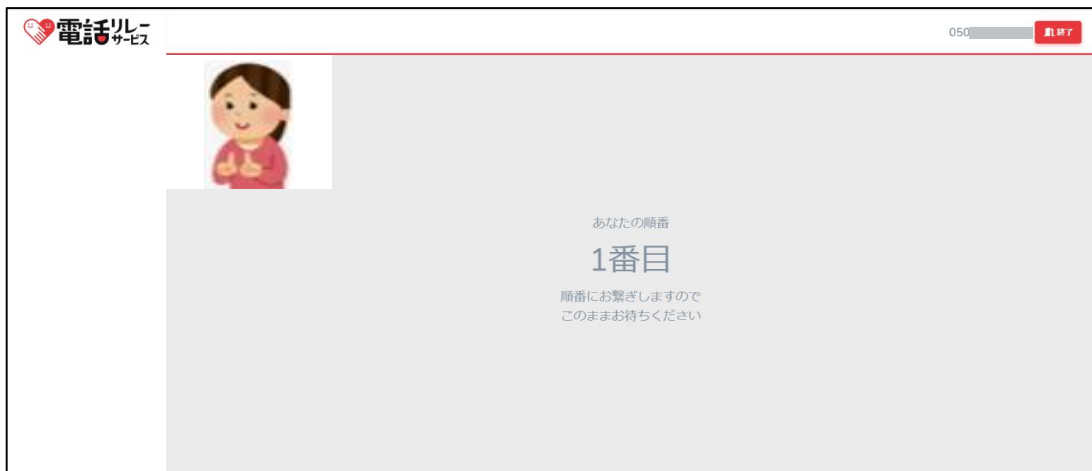 電話リレーサービス
050
終了
あなたの順番
1番目
順番にお繋ぎしますので
このままお待ちください